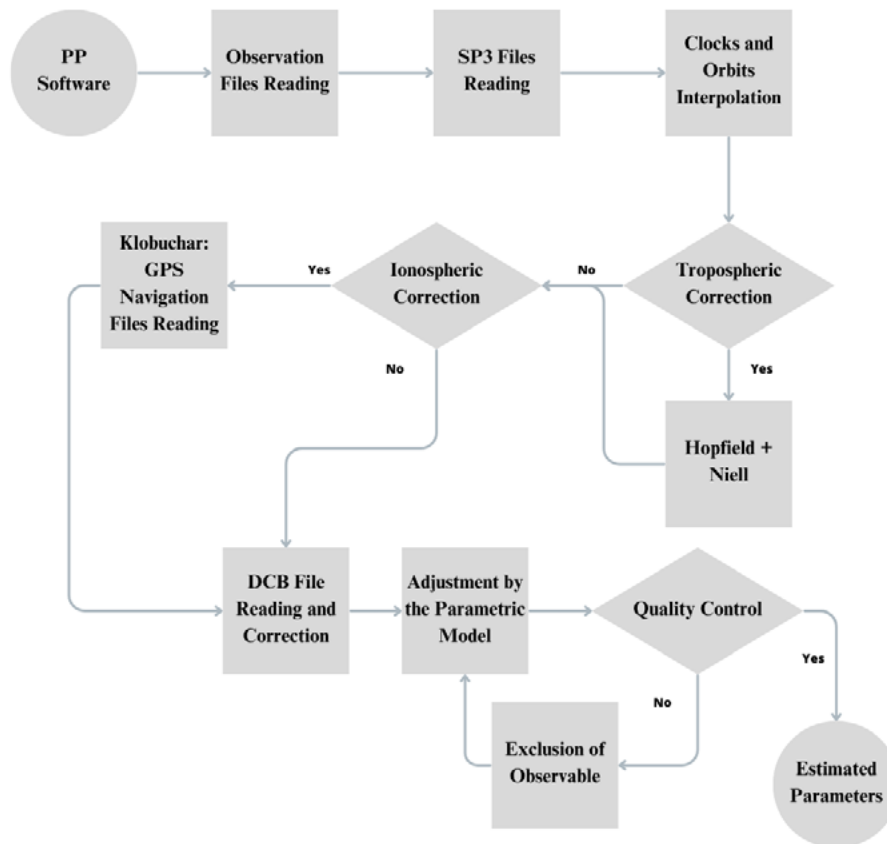 PP
Software
Observation
Files Reading
SP3 Files
Reading
Clocks and
Orbits
Interpolation
Klobuchar:
GPS
Navigation
Files Reading
Yes
Ionospheric
Correction
No
Tropospheric
Correction
No
Yes
Hopfield +
Niell
DCB File
Reading and
Correction
Adjustment by
the Parametric
Model
Quality Control
Yes
No
Exclusion of
Observable
Estimated
Parameters